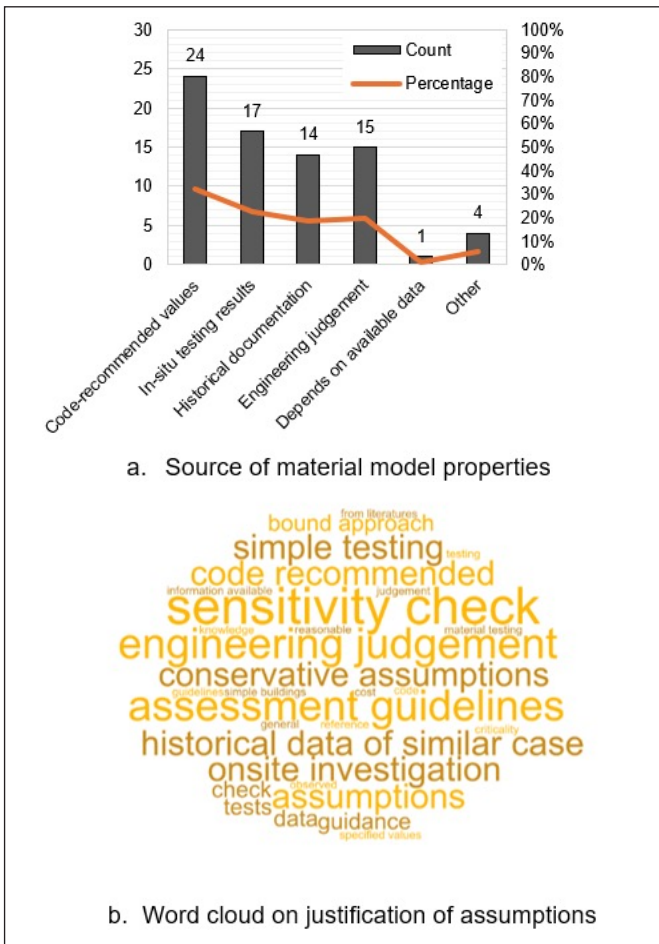 30 100%
24 Count 90%
25 Percentage 80%
20 17 70%
14 15 60%
15 50%
10 40%
30%
5 4 20%
1 10%
0 0%
Code-recommended values
In-situ testing results
Historical documentation
Engineering judgement
Depends on available data
Other
a. Source of material model properties
from literatures
bound approach
simple testing testing
code recommended
information available judgement
sensitivity check
knowledge reasonable material testing
engineering judgement
conservative assumptions
guidelines simple buildings cost code
assessment guidelines
general reference criticality
historical data of similar case
onsite investigation
check observed
tests assumptions
data guidance
specified values
b. Word cloud on justification of assumptions